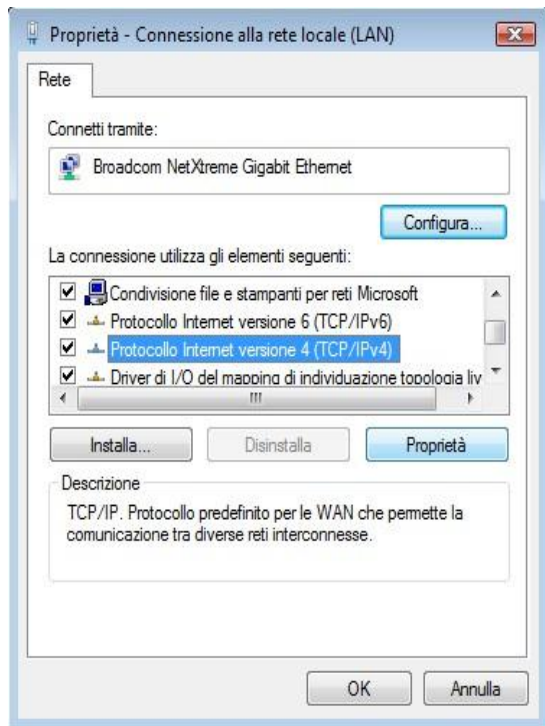 Proprietà - Connessione alla rete locale (LAN)
Rete
Connetti tramite:
Broadcom NetXtreme Gigabit Ethernet
Configura...
La connessione utilizza gli elementi seguenti:
Condivisione file e stampanti per reti Microsoft
Protocollo Internet versione 6 (TCP/IPv6)
Protocollo Internet versione 4 (TCP/IPv4)
Driver di I/O del mapping di individuazione topologia liv
Installa...
Disinstalla
Proprietà
Descrizione
TCP/IP. Protocollo predefinito per le WAN che permette la
comunicazione tra diverse reti interconnesse.
OK
Annulla